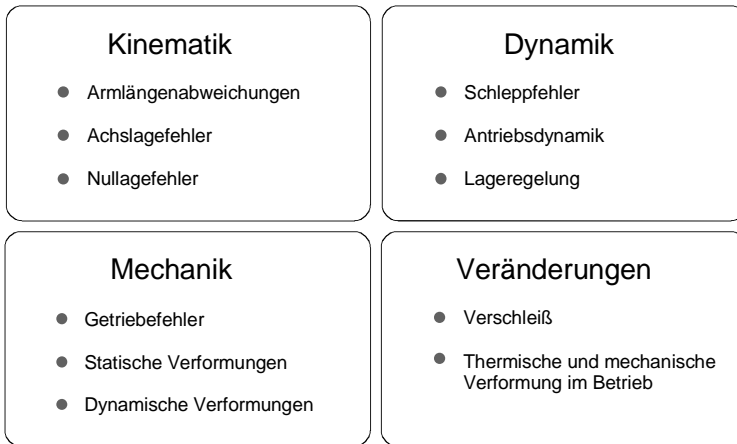 Kinematik
Armlängenabweichungen
Achslagefehler
Nullagefehler
Dynamik
Schleppfehler
Antriebsdynamik
Lageregelung
Mechanik
Getriebefehler
Statische Verformungen
Dynamische Verformungen
Veränderungen
Verschleiß
Thermische und mechanische
Verformung im Betrieb